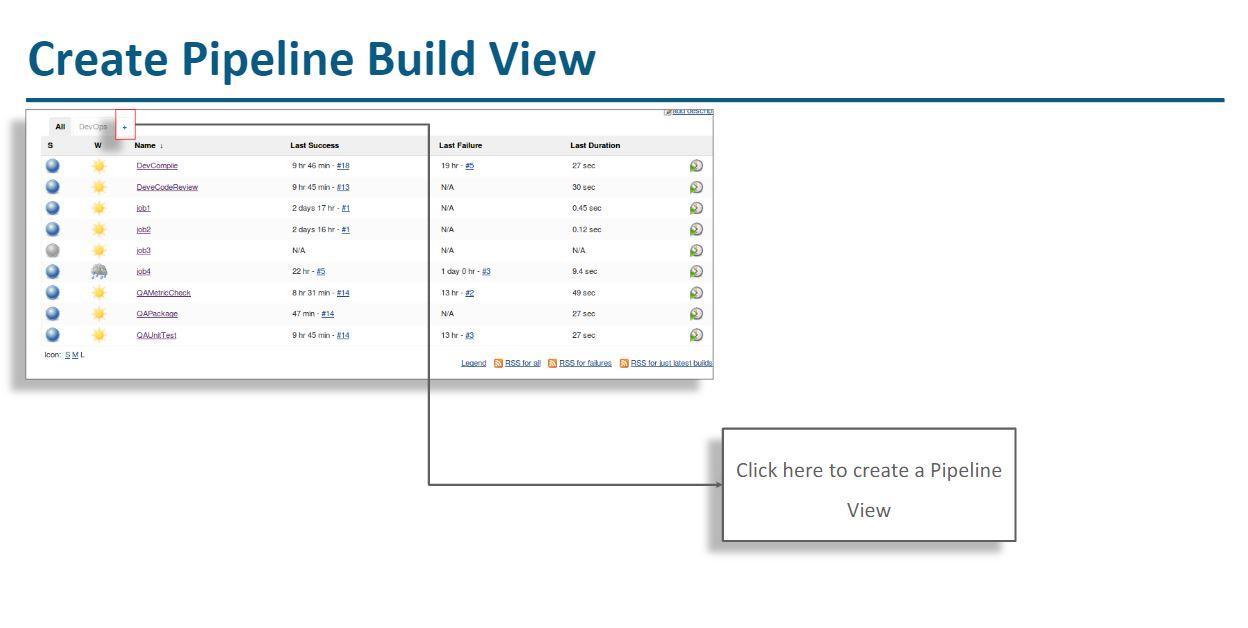 Create Pipeline Build View
add descript
All DevOps +
S W Name ↓ Last Success Last Failure Last Duration
DevCompile 9 hr 46 min - #18 19 hr - #5 27 sec
DeveCodeReview 9 hr 45 min - #13 N/A 30 sec
job1 2 days 17 hr - #1 N/A 0.45 sec
job2 2 days 16 hr - #1 N/A 0.12 sec
job3 N/A N/A N/A
job4 22 hr - #5 1 day 0 hr - #3 9.4 sec
QAMetricCheck 8 hr 31 min - #14 13 hr - #2 49 sec
QAPackage 47 min - #14 N/A 27 sec
QAUnitTest 9 hr 45 min - #14 13 hr - #3 27 sec
Icon: S M L
Legend RSS for all RSS for failures RSS for just latest builds
Click here to create a Pipeline
View